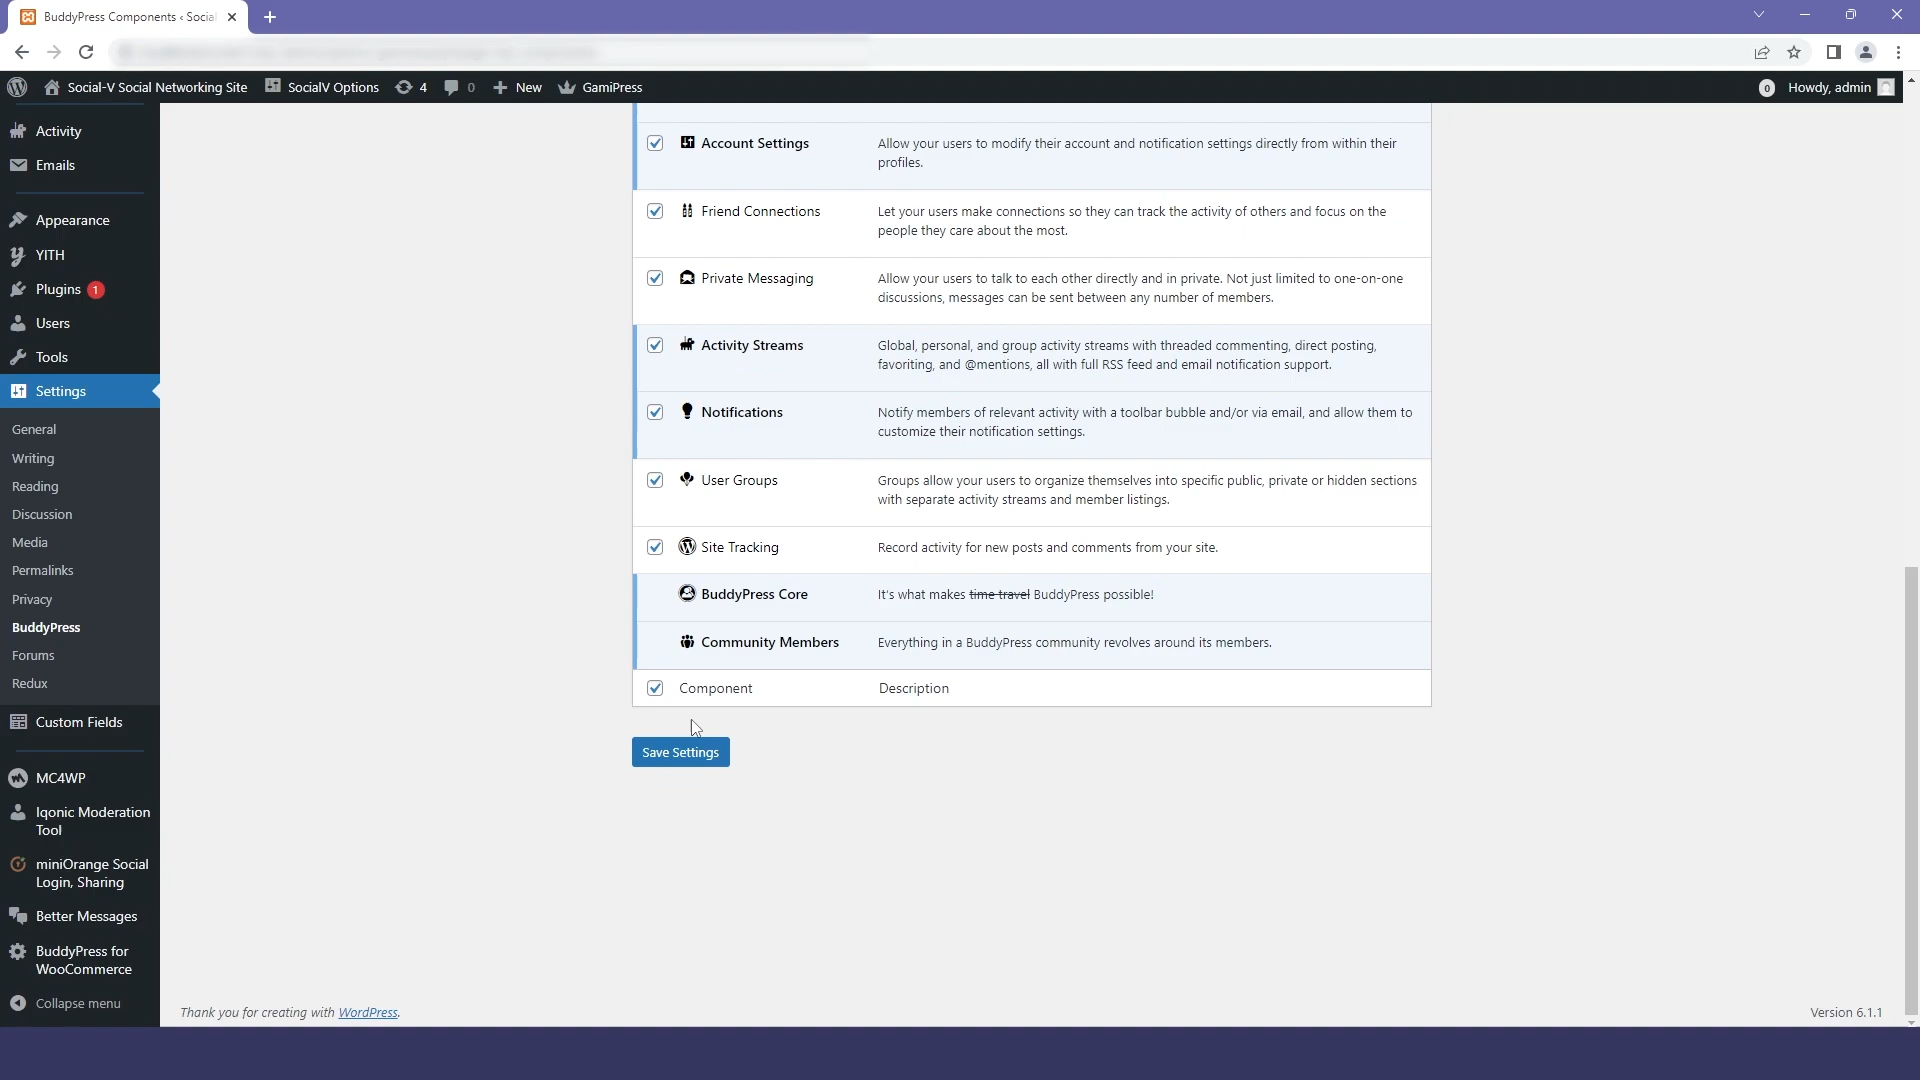 BuddyPress Components ‹ Social
Social-V Social Networking Site
SocialV Options
4
0
New
GamiPress
0
Howdy, admin
Activity
Emails
Appearance
YITH
Plugins 1
Users
Tools
Settings
General
Writing
Reading
Discussion
Media
Permalinks
Privacy
BuddyPress
Forums
Redux
Custom Fields
MC4WP
Iqonic Moderation
Tool
miniOrange Social
Login, Sharing
Better Messages
BuddyPress for
WooCommerce
Collapse menu
Account Settings
Allow your users to modify their account and notification settings directly from within their
profiles.
Friend Connections
Let your users make connections so they can track the activity of others and focus on the
people they care about the most.
Private Messaging
Allow your users to talk to each other directly and in private. Not just limited to one-on-one
discussions, messages can be sent between any number of members.
Activity Streams
Global, personal, and group activity streams with threaded commenting, direct posting,
favoriting, and @mentions, all with full RSS feed and email notification support.
Notifications
Notify members of relevant activity with a toolbar bubble and/or via email, and allow them to
customize their notification settings.
User Groups
Groups allow your users to organize themselves into specific public, private or hidden sections
with separate activity streams and member listings.
Site Tracking
Record activity for new posts and comments from your site.
BuddyPress Core
It's what makes time travel BuddyPress possible!
Community Members
Everything in a BuddyPress community revolves around its members.
Component
Description
Save Settings
Thank you for creating with WordPress.
Version 6.1.1